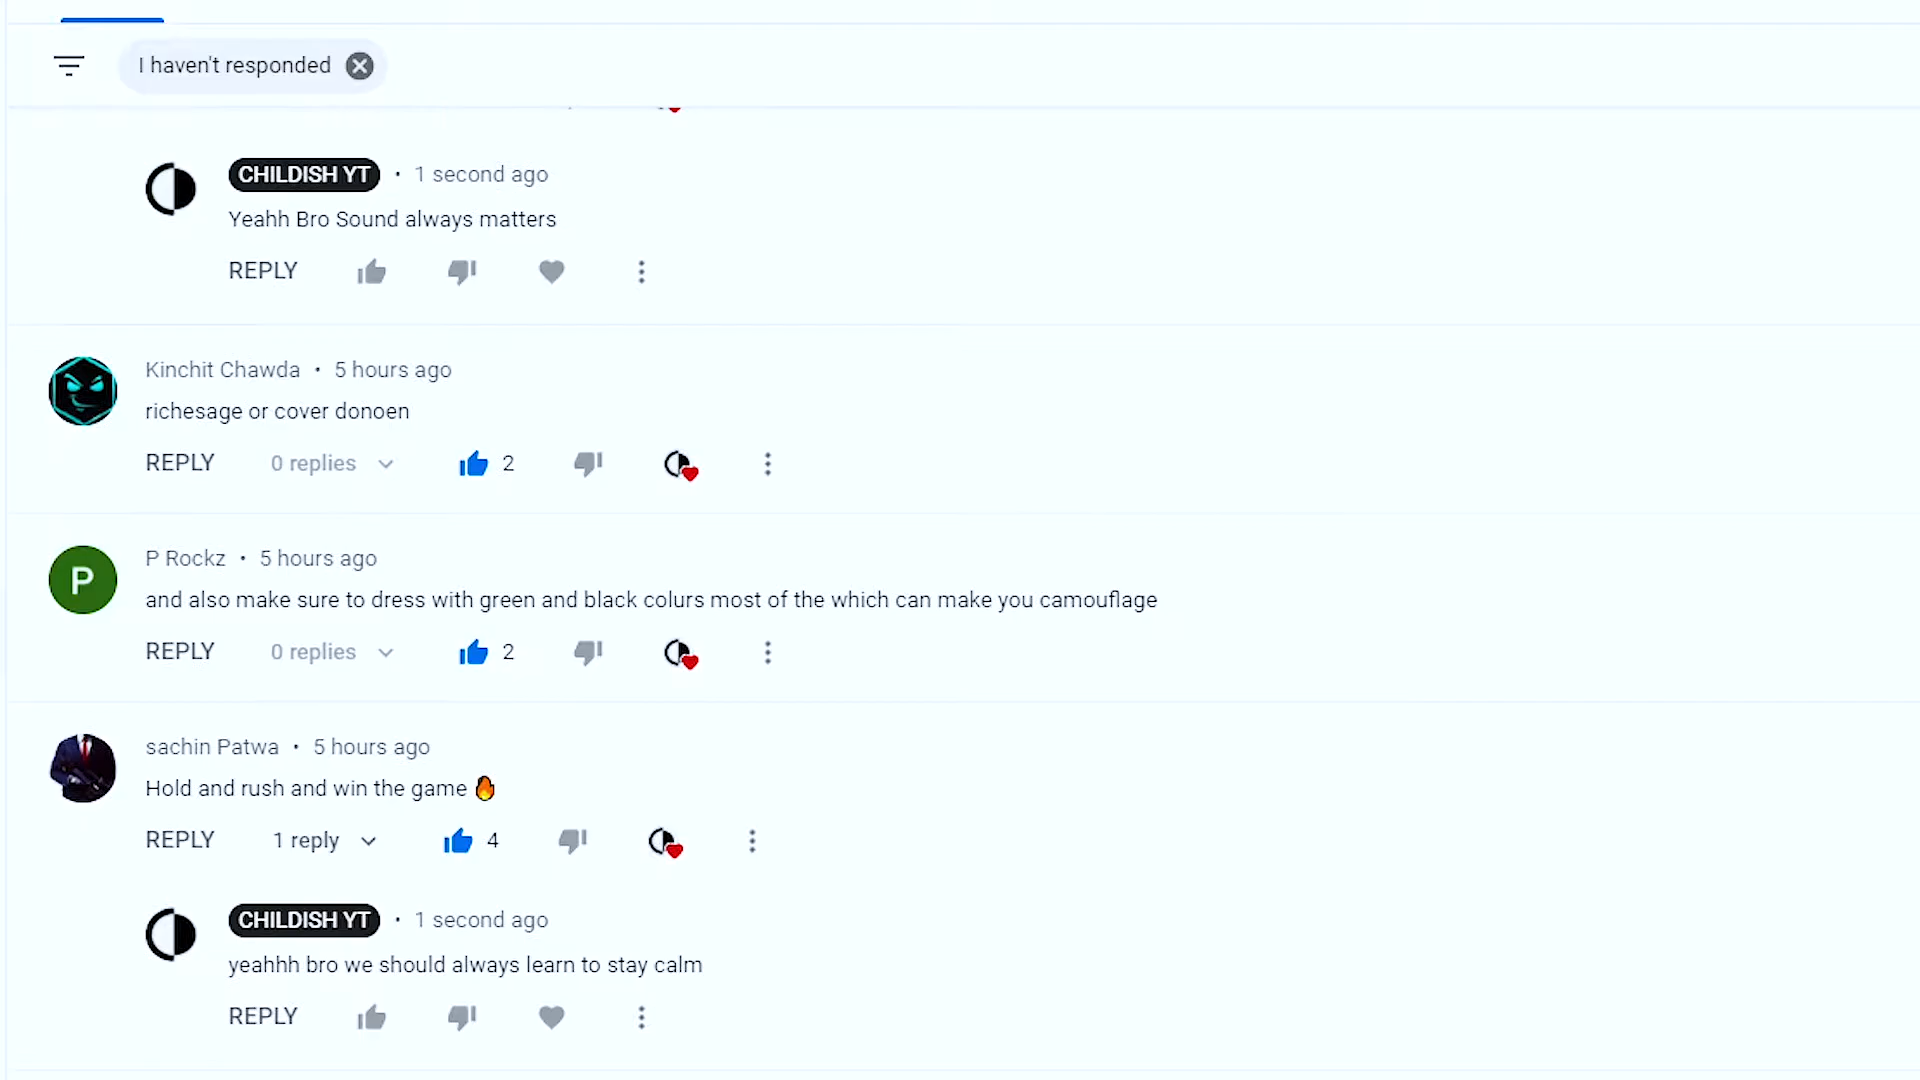 I haven't responded
CHILDISH YT • 1 second ago
Yeahh Bro Sound always matters
REPLY
Kinchit Chawda • 5 hours ago
richesage or cover donoen
REPLY 0 replies 2
P Rockz • 5 hours ago
P
and also make sure to dress with green and black colurs most of the which can make you camouflage
REPLY 0 replies 2
sachin Patwa • 5 hours ago
Hold and rush and win the game 🔥
REPLY 1 reply 4
CHILDISH YT • 1 second ago
yeahhh bro we should always learn to stay calm
REPLY